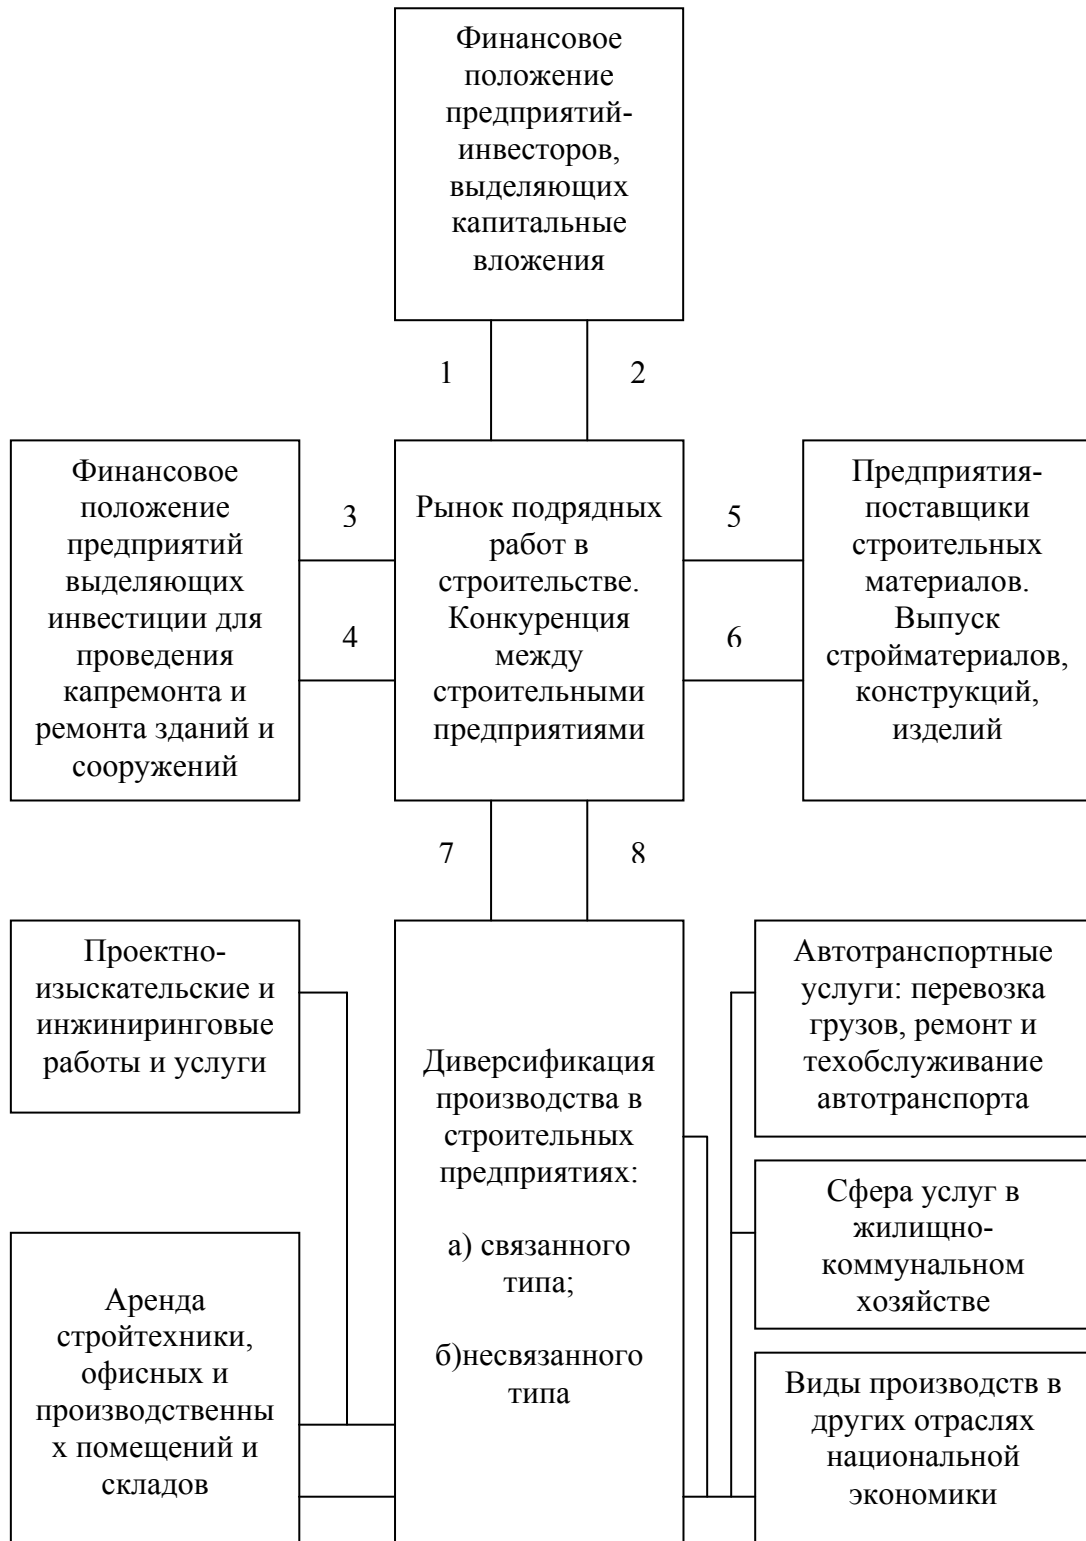 Финансовое
положение
предприятий-
инвесторов,
выделяющих
капитальные
вложения
1
2
Финансовое
положение
предприятий
выделяющих
инвестиции для
проведения
капремонта и
ремонта зданий и
сооружений
3
4
Рынок подрядных
работ в
строительстве.
Конкуренция
между
строительными
предприятиями
5
6
Предприятия-
поставщики
строительных
материалов.
Выпуск
стройматериалов,
конструкций,
изделий
7
8
Проектно-
изыскательские и
инжиниринговые
работы и услуги
Аренда
стройтехники,
офисных и
производственны
х помещений и
складов
Диверсификация
производства в
строительных
предприятиях:
а) связанного
типа;
б)несвязанного
типа
Автотранспортные
услуги: перевозка
грузов, ремонт и
техобслуживание
автотранспорта
Сфера услуг в
жилищно-
коммунальном
хозяйстве
Виды производств в
других отраслях
национальной
экономики